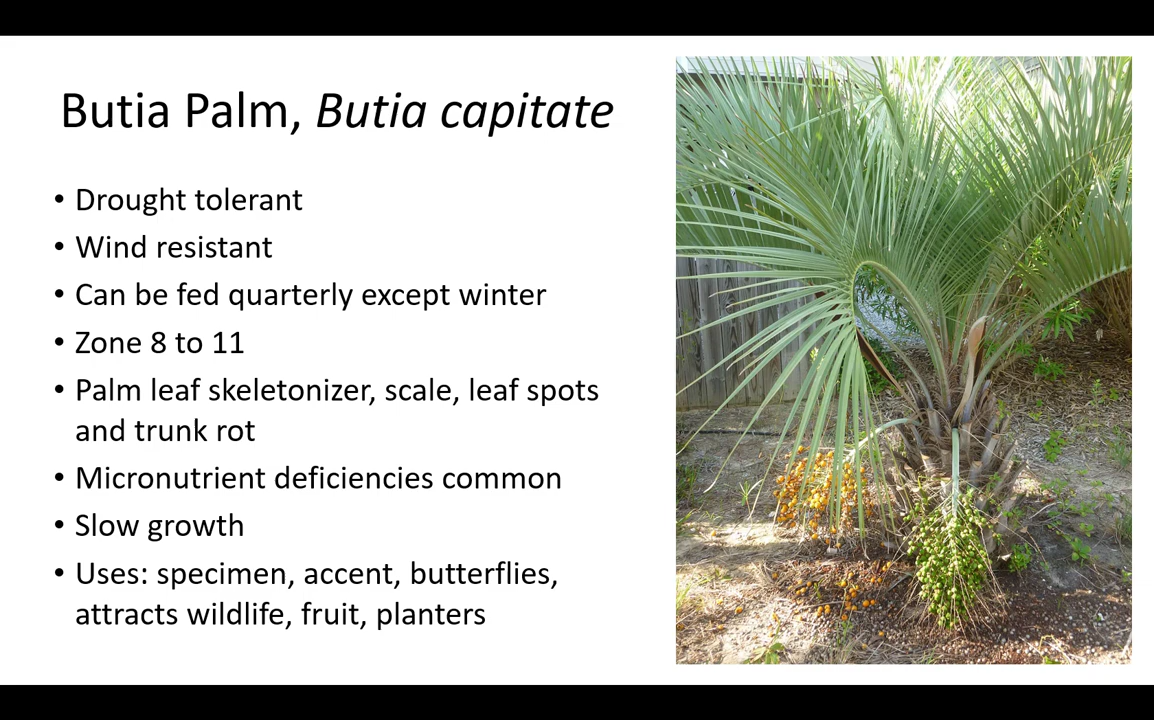 Butia Palm, Butia capitate
• Drought tolerant
• Wind resistant
• Can be fed quarterly except winter
• Zone 8 to 11
• Palm leaf skeletonizer, scale, leaf spots
and trunk rot
• Micronutrient deficiencies common
• Slow growth
• Uses: specimen, accent, butterflies,
attracts wildlife, fruit, planters